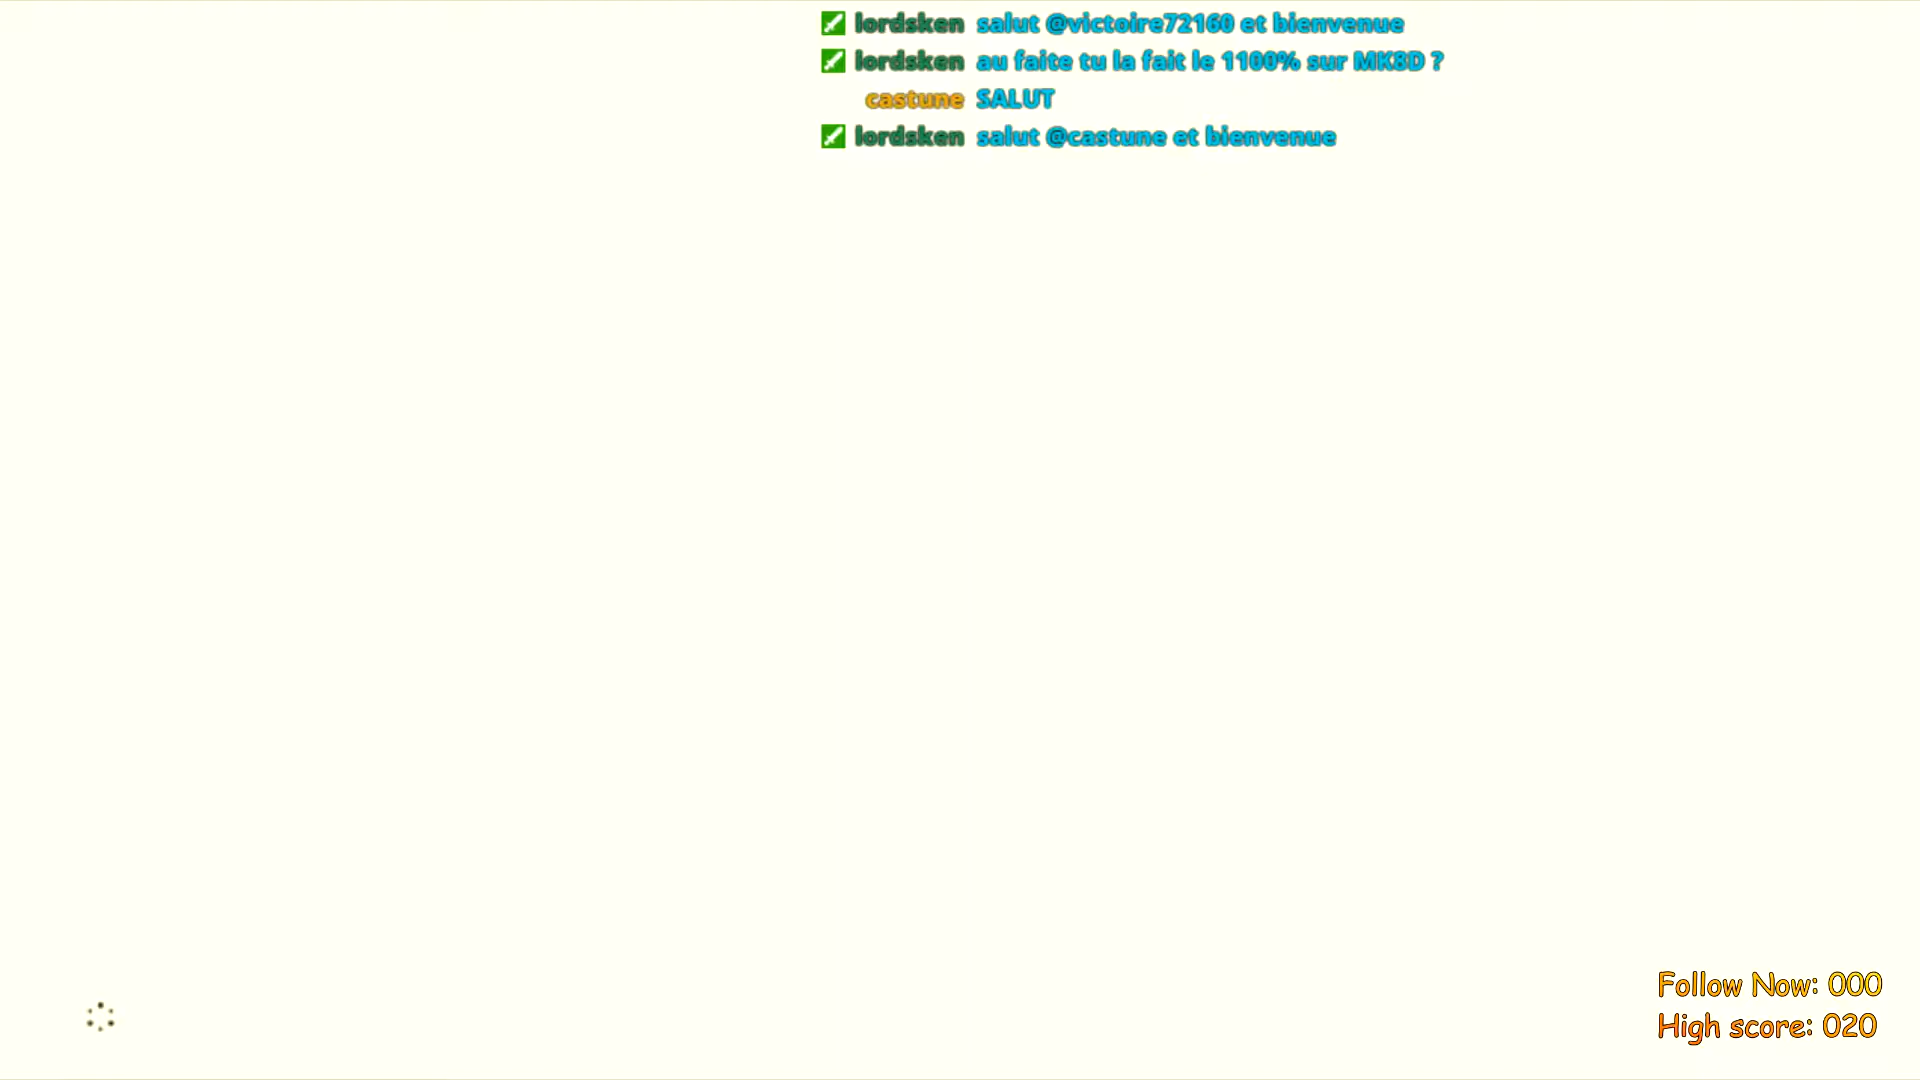 lordsken salut @victoire72160 et bienvenue
lordsken au faite tu la fait le 1100% sur MK8D ?
castune SALUT
lordsken salut @castune et bienvenue
Follow Now: 000
High score: 020